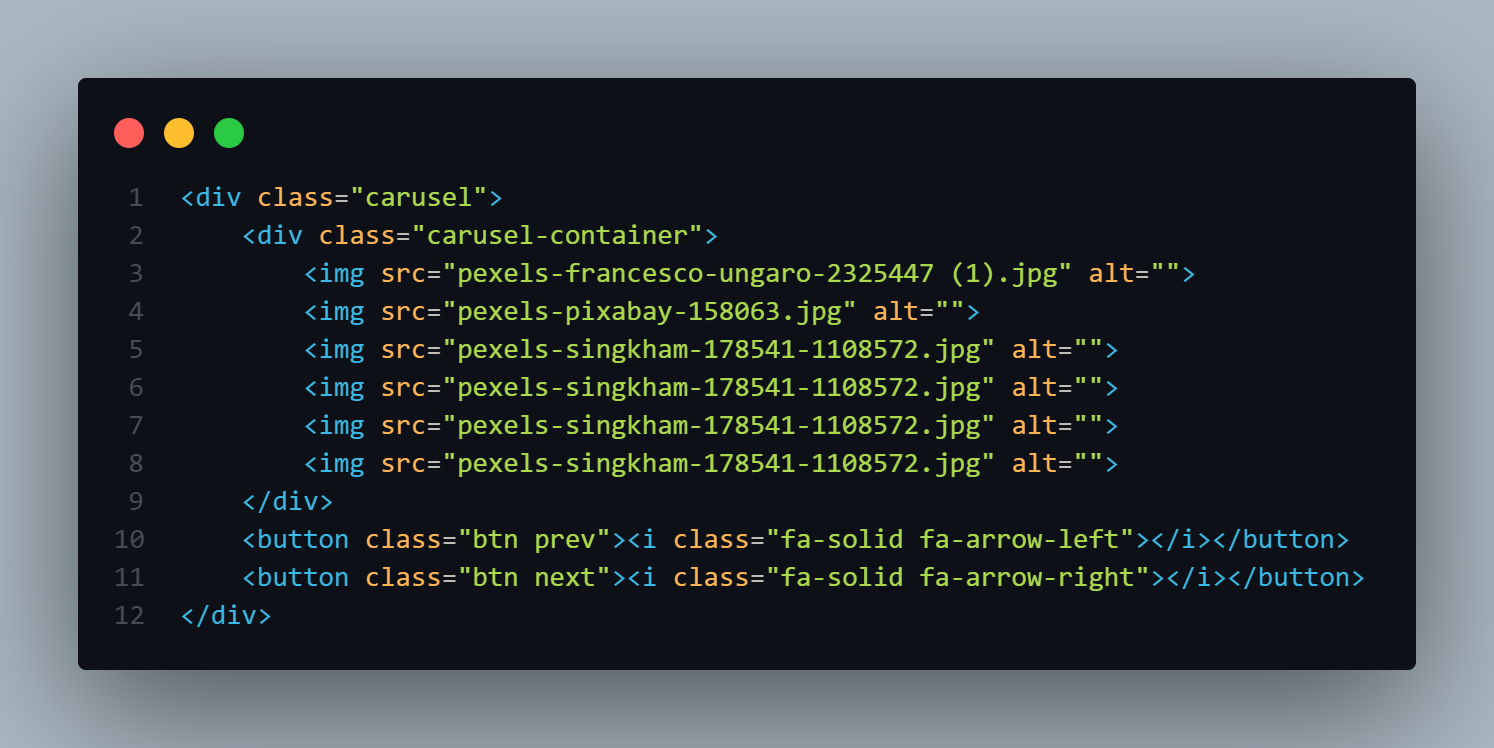 1 <div class="carusel">
2 <div class="carusel-container">
3 <img src="pexels-francesco-ungaro-2325447 (1).jpg" alt="">
4 <img src="pexels-pixabay-158063.jpg" alt="">
5 <img src="pexels-singkham-178541-1108572.jpg" alt="">
6 <img src="pexels-singkham-178541-1108572.jpg" alt="">
7 <img src="pexels-singkham-178541-1108572.jpg" alt="">
8 <img src="pexels-singkham-178541-1108572.jpg" alt="">
9 </div>
10 <button class="btn prev"><i class="fa-solid fa-arrow-left"></i></button>
11 <button class="btn next"><i class="fa-solid fa-arrow-right"></i></button>
12 </div>